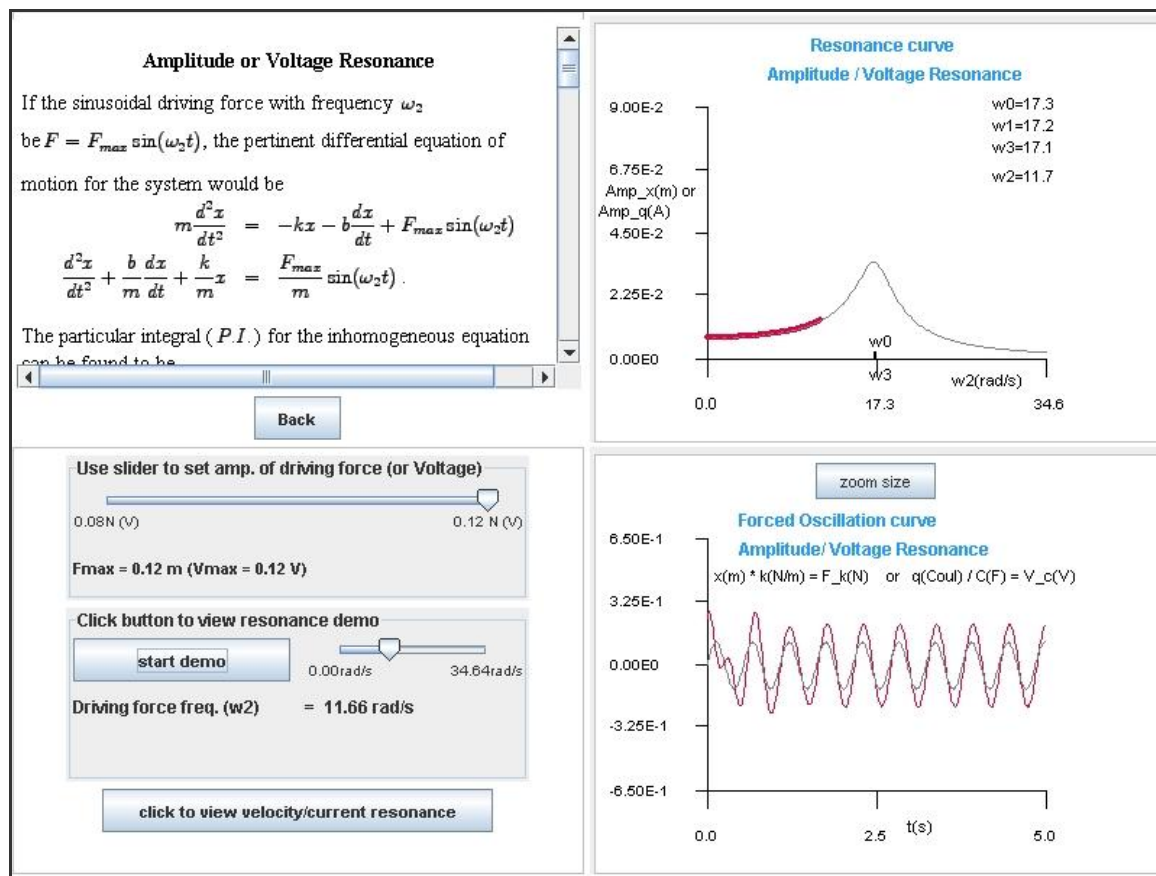 Amplitude or Voltage Resonance
If the sinusoidal driving force with frequency ω₂
be F = F_max sin(ω₂t), the pertinent differential equation of
motion for the system would be
m d²x/dt² = −kx − b dx/dt + F_max sin(ω₂t)
d²x/dt² + b/m dx/dt + k/m x = F_max/m sin(ω₂t) .
The particular integral ( P.I. ) for the inhomogeneous equation
can be found to be
Back
Resonance curve
Amplitude / Voltage Resonance
9.00E-2
w0=17.3
w1=17.2
w3=17.1
w2=11.7
6.75E-2
Amp_x(m) or
Amp_q(A)
4.50E-2
2.25E-2
0.00E0
w0
w3
w2(rad/s)
0.0
17.3
34.6
Use slider to set amp. of driving force (or Voltage)
0.08N (V)
0.12 N (V)
Fmax = 0.12 m (Vmax = 0.12 V)
Click button to view resonance demo
start demo
0.00rad/s
34.64rad/s
Driving force freq. (w2) = 11.66 rad/s
click to view velocity/current resonance
zoom size
Forced Oscillation curve
Amplitude/ Voltage Resonance
x(m) * k(N/m) = F_k(N) or q(Coul) / C(F) = V_c(V)
6.50E-1
3.25E-1
0.00E0
-3.25E-1
-6.50E-1
0.0
2.5
t(s)
5.0